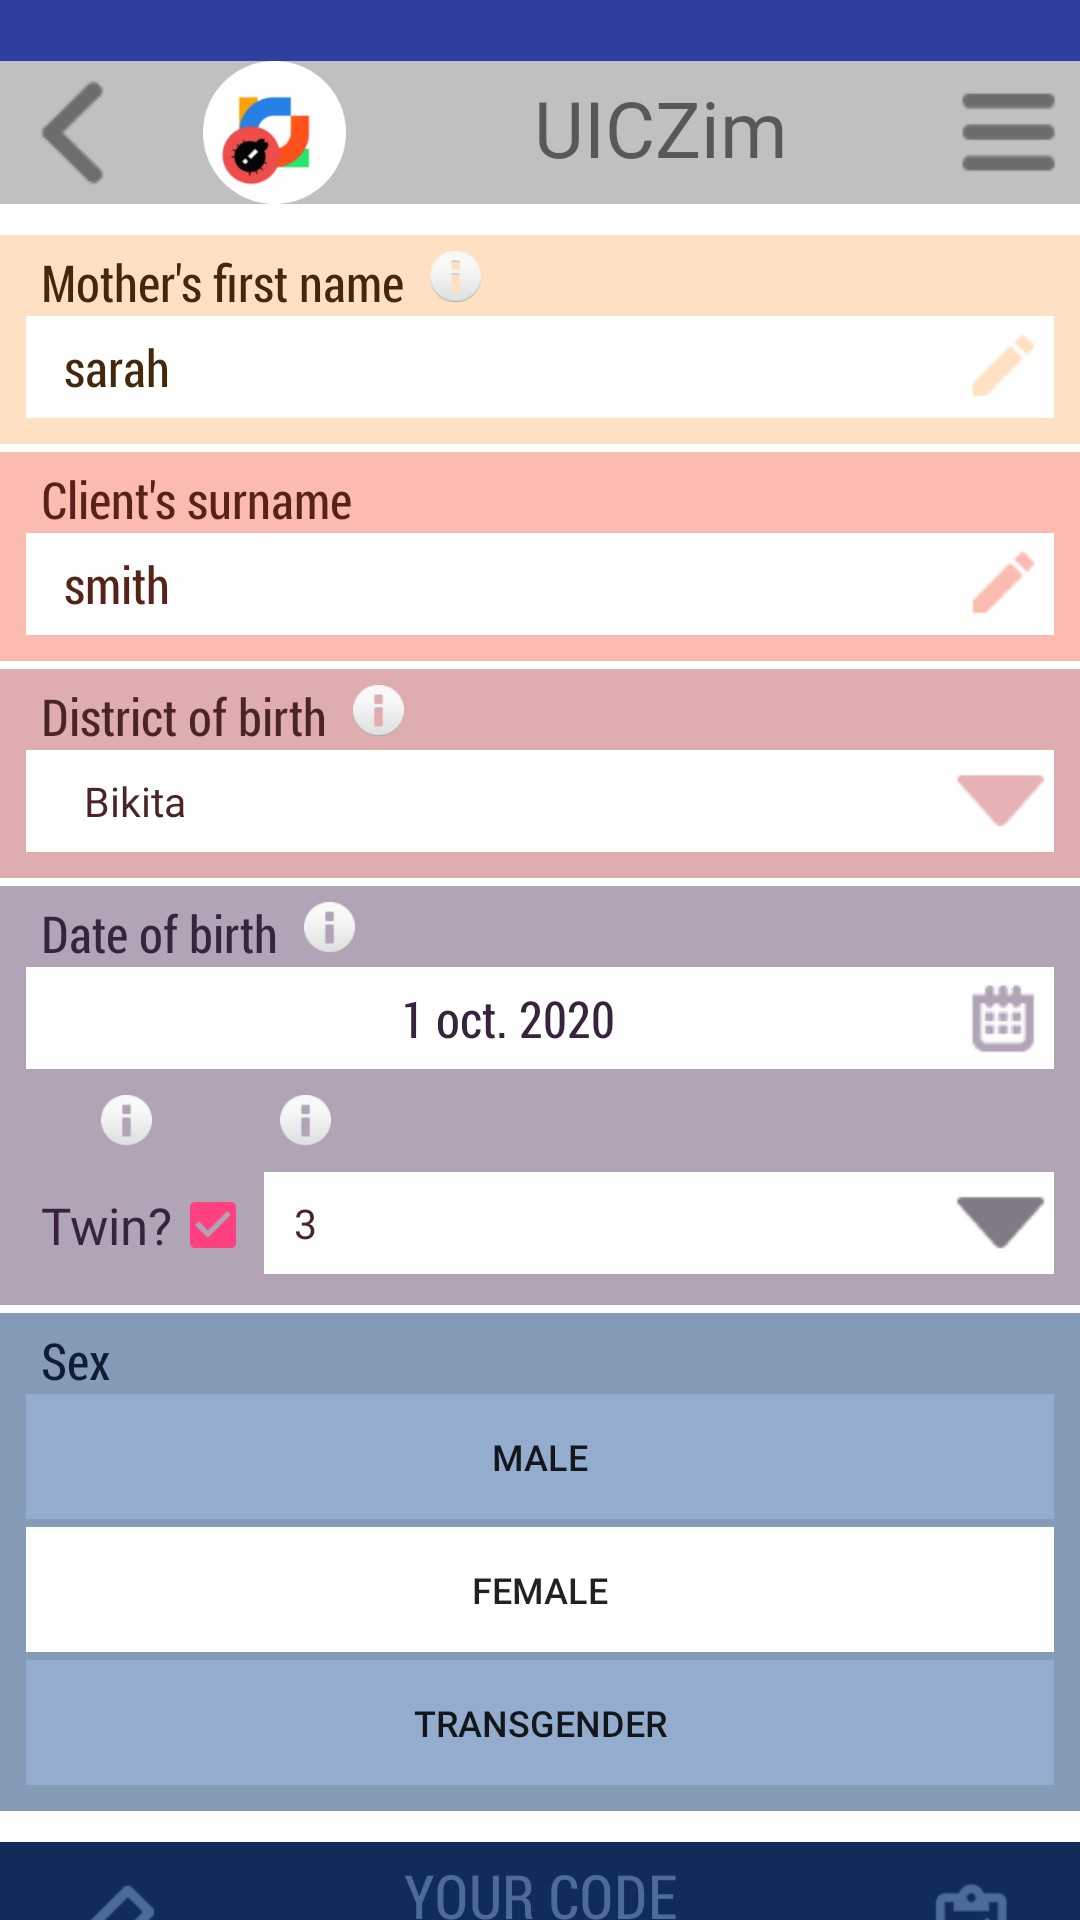 UICZim
Mother's first name
sarah
Client's surname
smith
District of birth
Bikita
Date of birth
1 oct. 2020
Twin?
3
Sex
MALE
FEMALE
TRANSGENDER
YOUR CODE